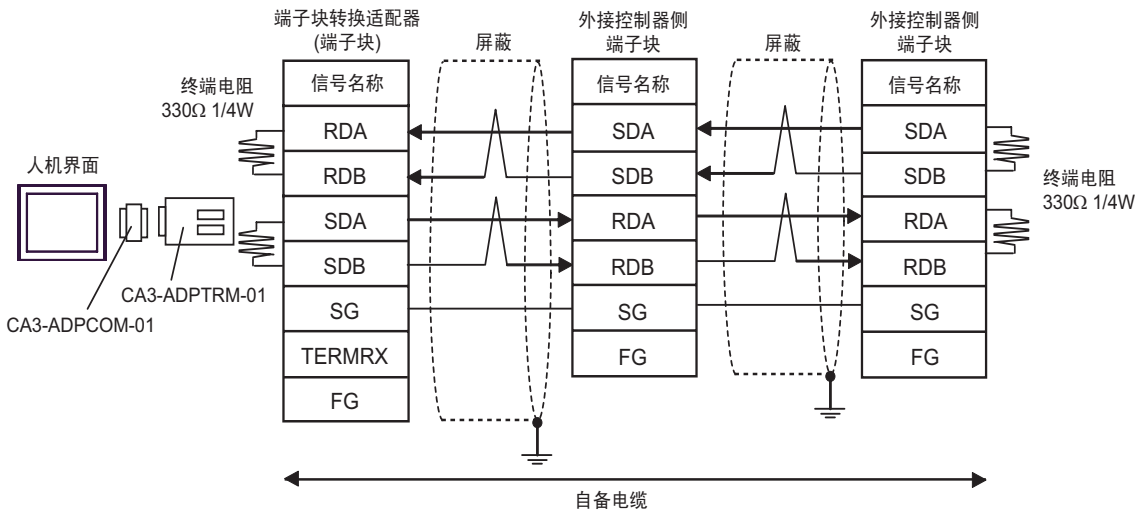 端子块转换适配器
(端子块)
屏蔽
外接控制器侧
端子块
屏蔽
外接控制器侧
端子块
终端电阻
330Ω 1/4W
信号名称
RDA
RDB
SDA
SDB
SG
TERMRX
FG
信号名称
SDA
SDB
RDA
RDB
SG
FG
信号名称
SDA
SDB
RDA
RDB
SG
FG
终端电阻
330Ω 1/4W
人机界面
CA3-ADPTRM-01
CA3-ADPCOM-01
自备电缆